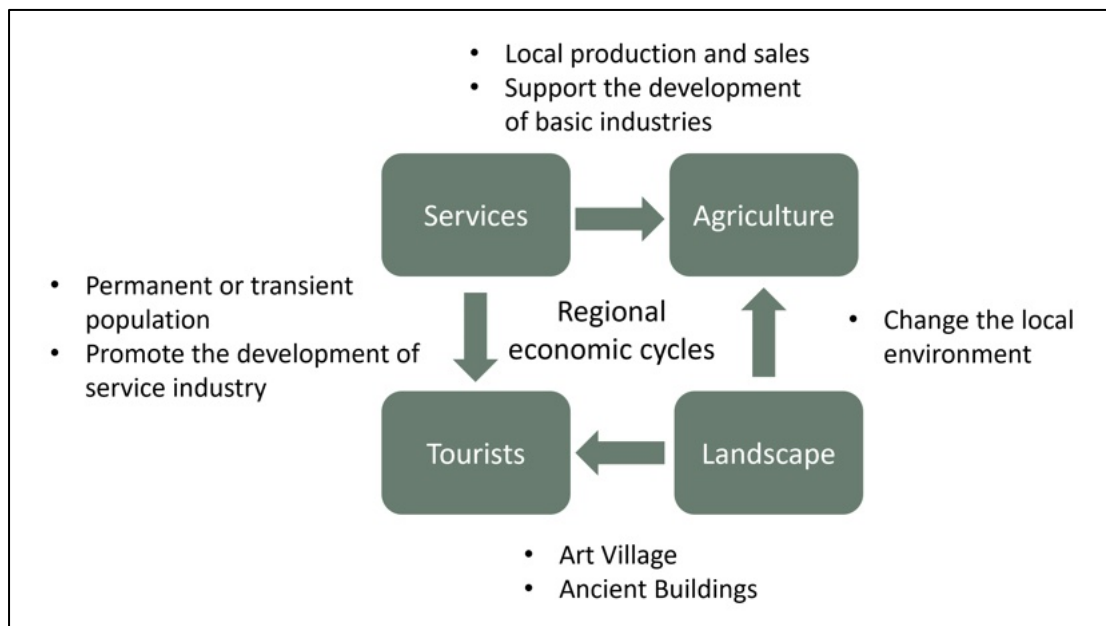 • Local production and sales
• Support the development
of basic industries
Services
Agriculture
• Permanent or transient
population
• Promote the development of
service industry
Regional
economic cycles
• Change the local
environment
Tourists
Landscape
• Art Village
• Ancient Buildings